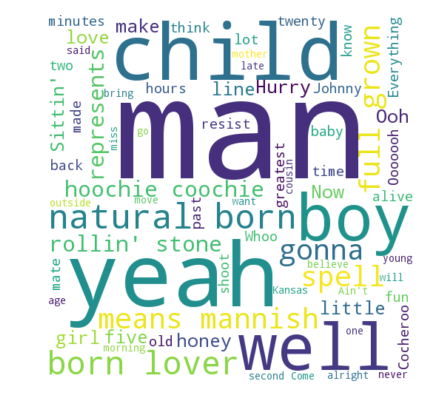 minutes
think
twenty
make
child
love
said
mother
lot
know
Everything
two
late
bring
hours
line
Hurry
Johnny
Sittin'
made
represents
man
full grown
Ooh
Ooooooh
resist
baby
miss
go
back
greatest
cousin
time
hoochie coochie
Now
alive
outside
move
past
want
natural born
boy
rollin' stone
Whoo
gonna
yeah
shoot
believe
young
mate
Kansas
spell
Ain't
will
age
means mannish
little
fun
well
one
Cocheroo
girl
five
old
honey
morning
born lover
second
Come
alright
never